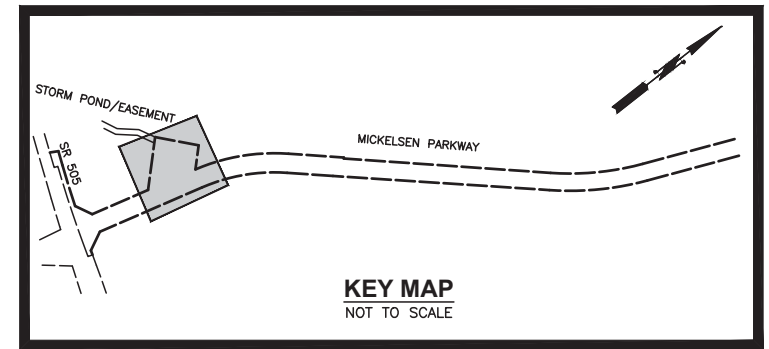 STORM POND/EASEMENT
SR 505
MICKELSEN PARKWAY
KEY MAP
NOT TO SCALE